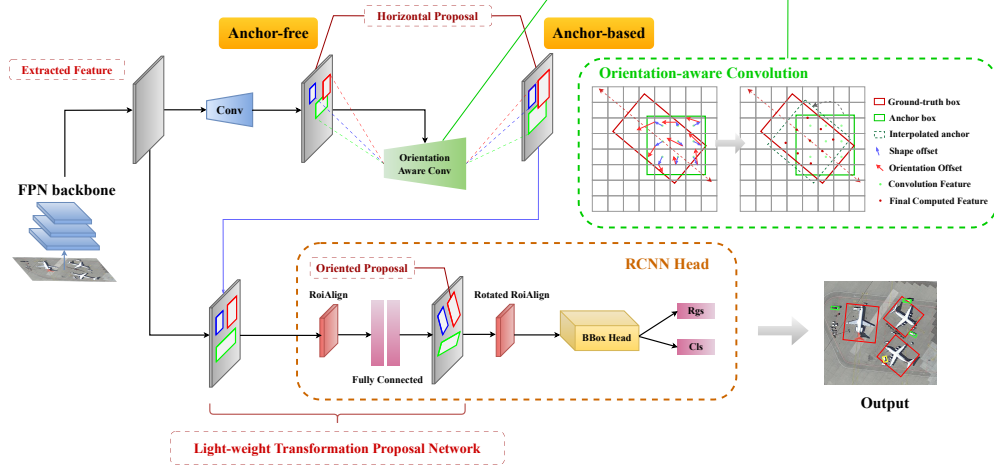 Horizontal Proposal
Anchor-free
Anchor-based
Extracted Feature
Conv
Orientation
Aware Conv
FPN backbone
Orientation-aware Convolution
Ground-truth box
Anchor box
Interpolated anchor
Shape offset
Orientation Offset
Convolution Feature
Final Computed Feature
RCNN Head
Oriented Proposal
RoiAlign
Rotated RoiAlign
Fully Connected
BBox Head
Rgs
Cls
Output
Light-weight Transformation Proposal Network